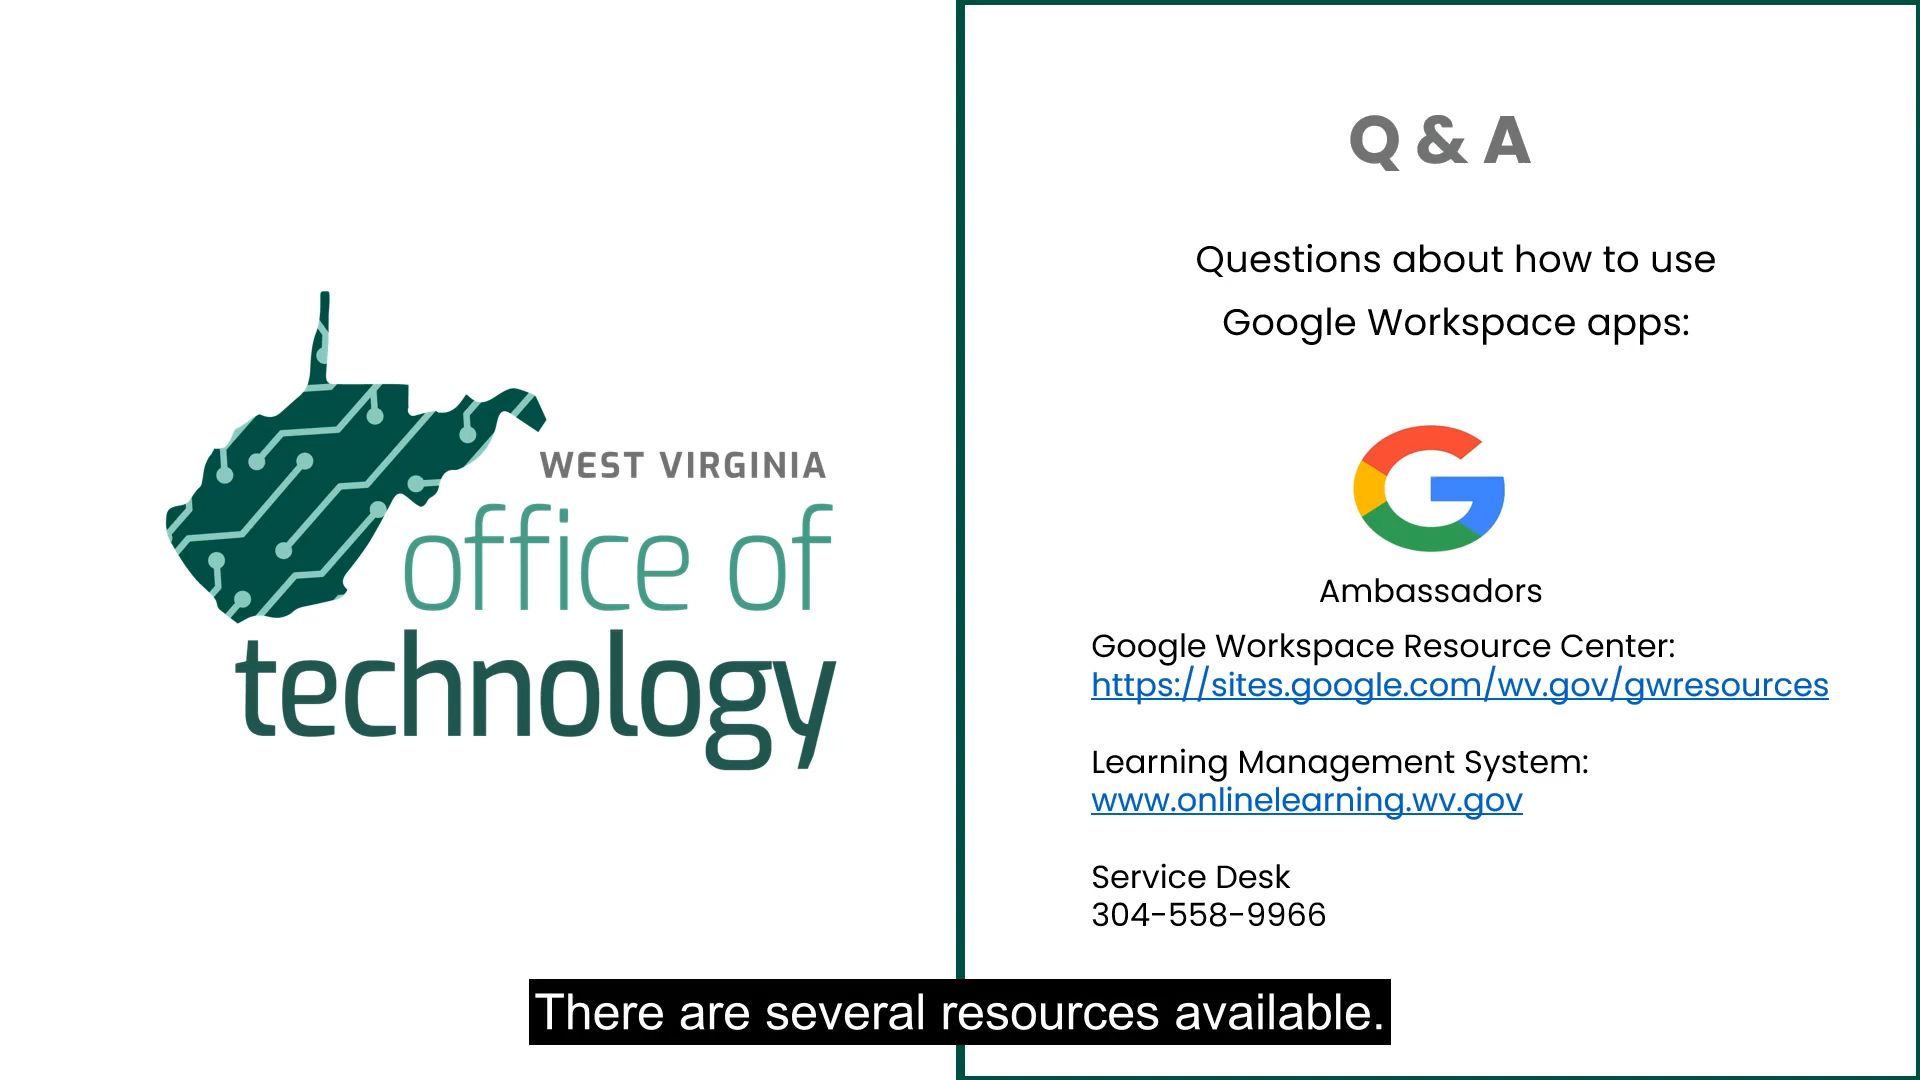 WEST VIRGINIA
office of
technology
Q & A
Questions about how to use
Google Workspace apps:
G
Ambassadors
Google Workspace Resource Center:
https://sites.google.com/wv.gov/gwresources
Learning Management System:
www.onlinelearning.wv.gov
Service Desk
304-558-9966
There are several resources available.